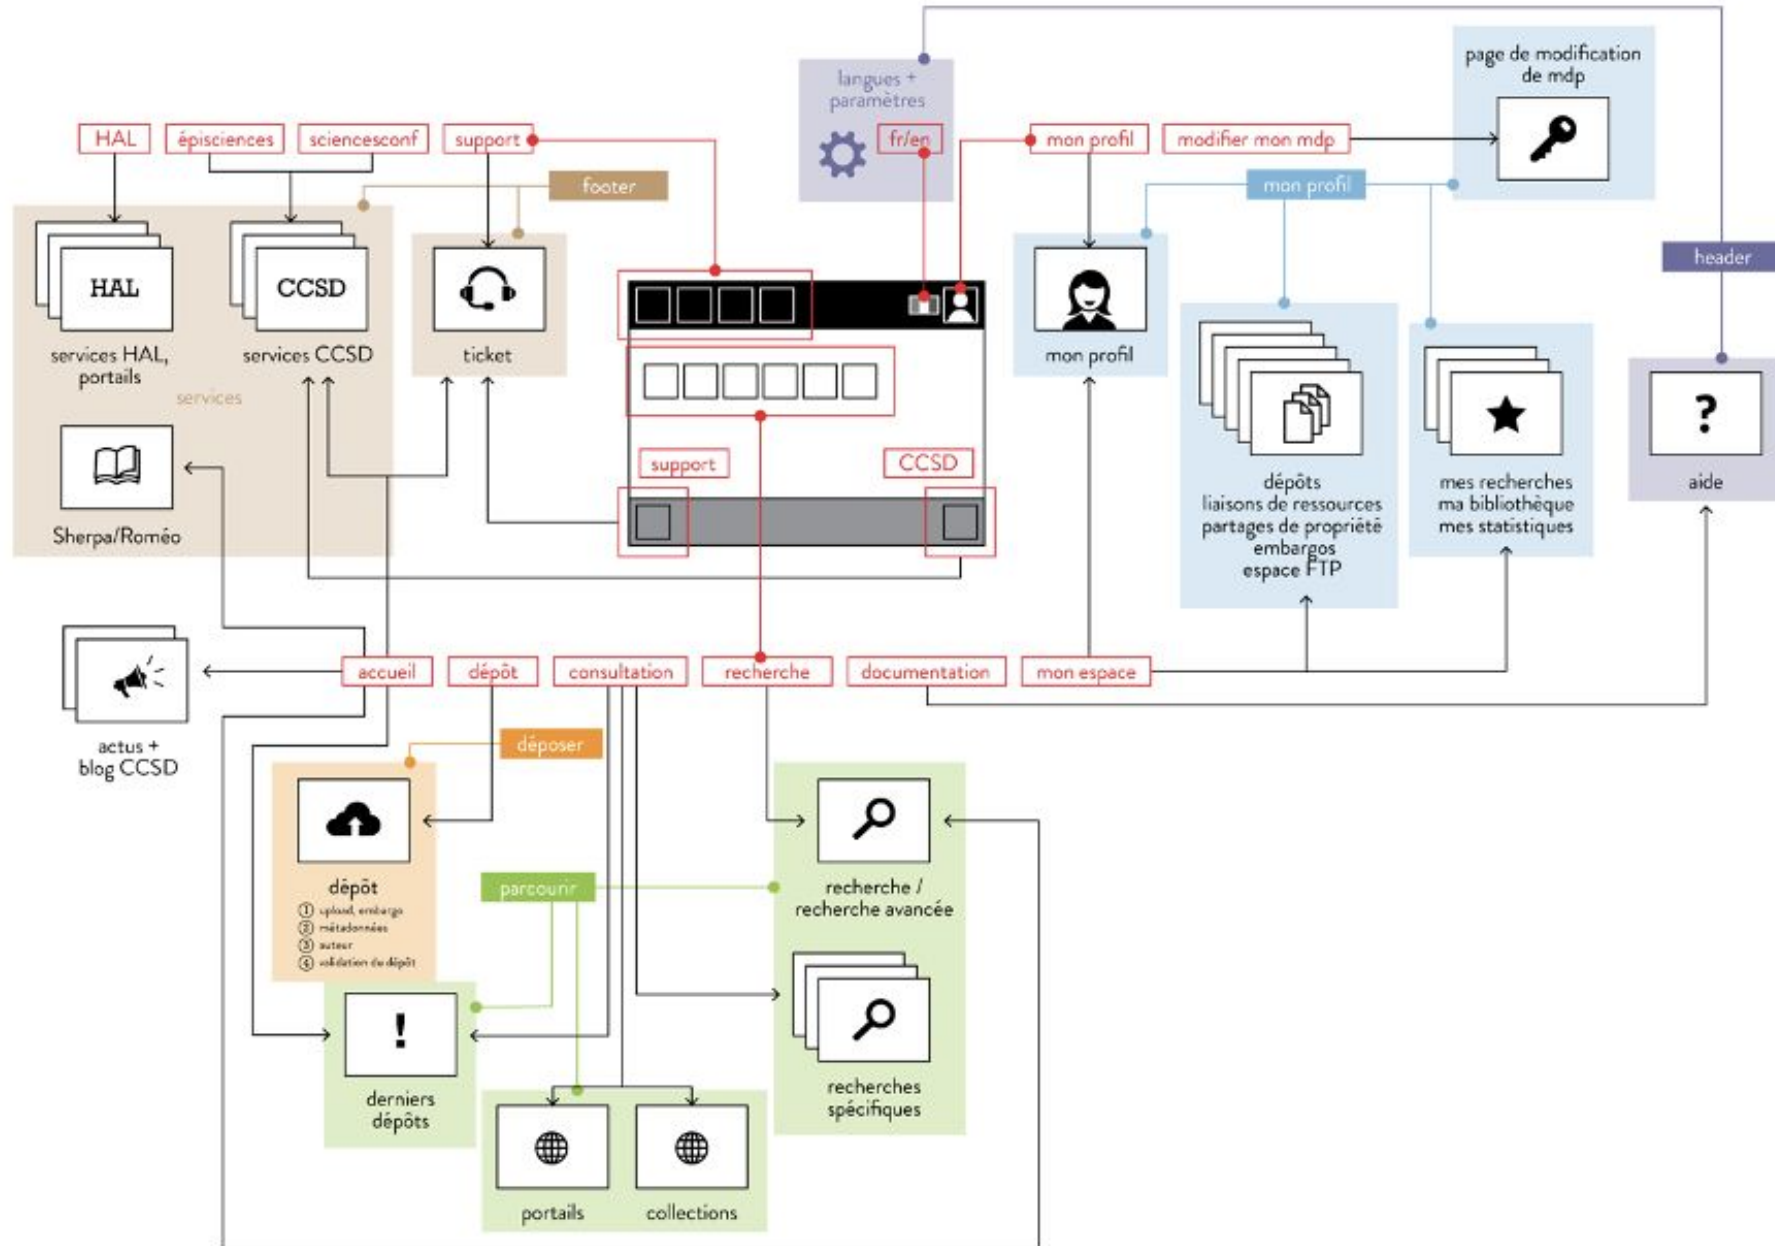 langues +
paramètres
fr/en
page de modification
de mdp
HAL
épisciences
sciencesconf
support
mon profil
modifier mon mdp
footer
mon profil
header
HAL
services HAL,
portails
CCSD
services CCSD
services
ticket
mon profil
Sherpa/Roméo
support
CCSD
dépôts
liaisons de ressources
partages de propriété
embargos
espace FTP
mes recherches
ma bibliothèque
mes statistiques
?
aide
actus +
blog CCSD
accueil
dépôt
consultation
recherche
documentation
mon espace
déposer
dépôt
1 upload, embargo
2 métadonnées
3 auteur
4 validation du dépôt
parcourir
recherche /
recherche avancée
!
derniers
dépôts
recherches
spécifiques
portails
collections